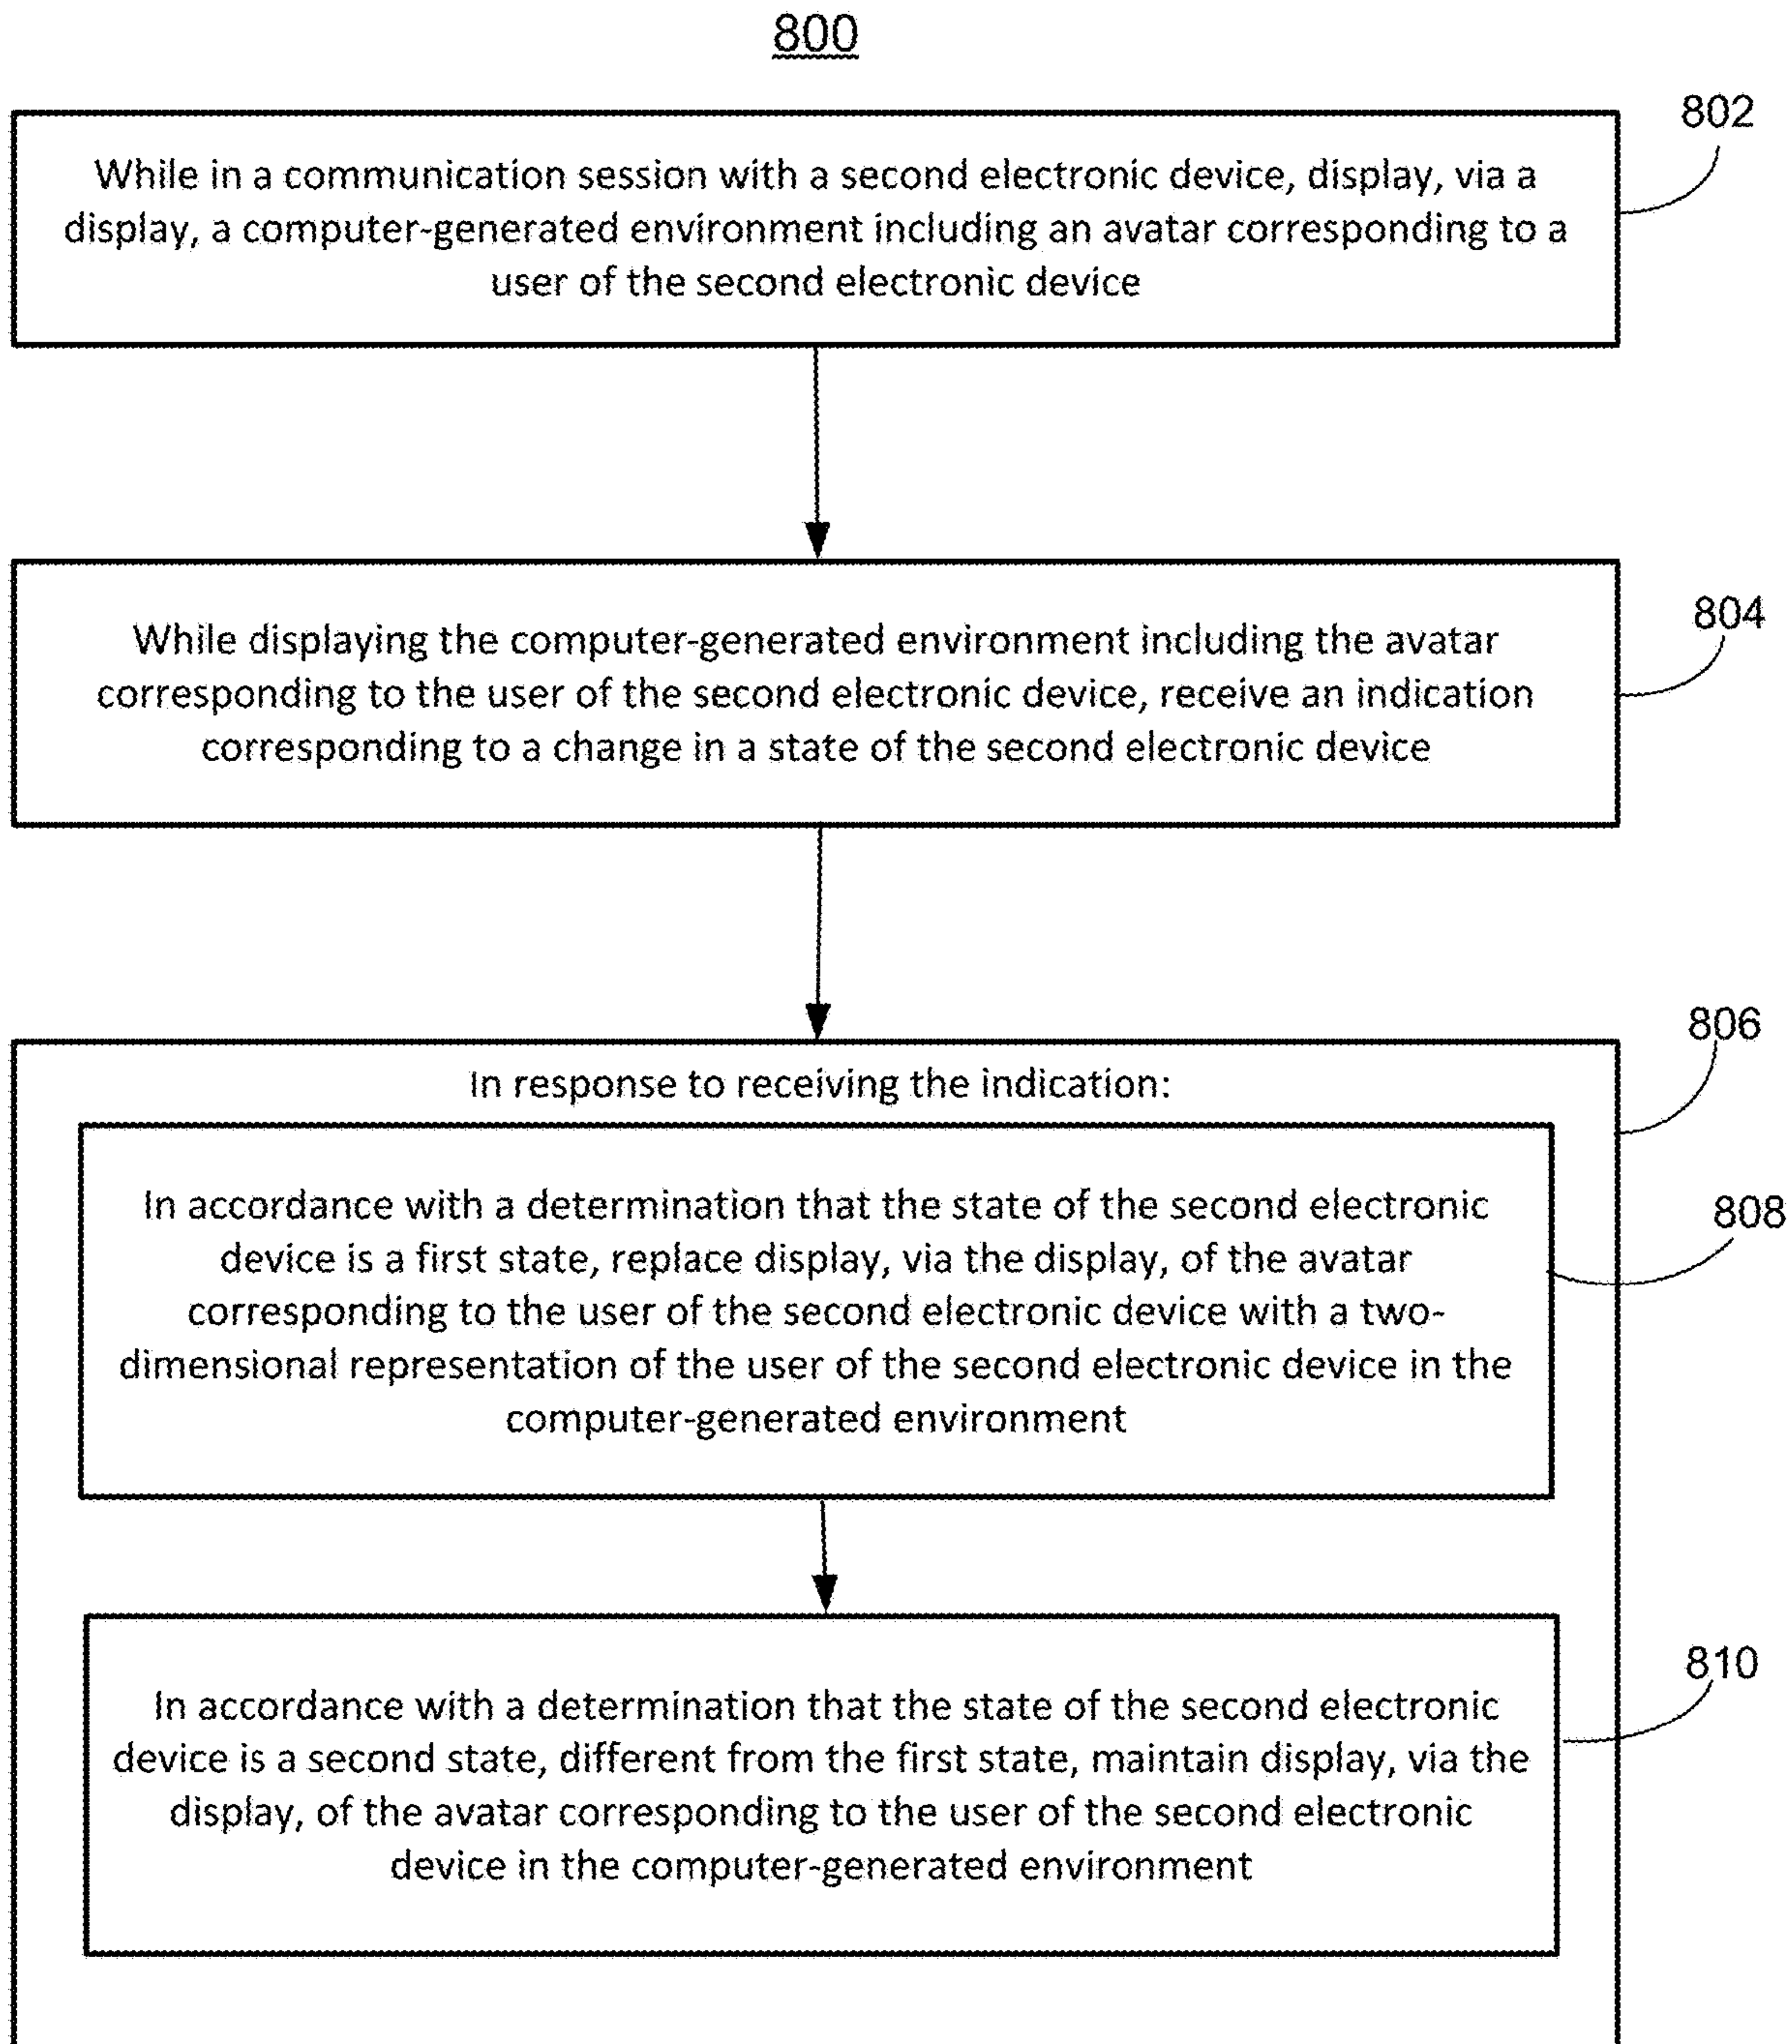 800
802
While in a communication session with a second electronic device, display, via a
display, a computer-generated environment including an avatar corresponding to a
user of the second electronic device
804
While displaying the computer-generated environment including the avatar
corresponding to the user of the second electronic device, receive an indication
corresponding to a change in a state of the second electronic device
806
In response to receiving the indication:
808
In accordance with a determination that the state of the second electronic
device is a first state, replace display, via the display, of the avatar
corresponding to the user of the second electronic device with a two-
dimensional representation of the user of the second electronic device in the
computer-generated environment
810
In accordance with a determination that the state of the second electronic
device is a second state, different from the first state, maintain display, via the
display, of the avatar corresponding to the user of the second electronic
device in the computer-generated environment